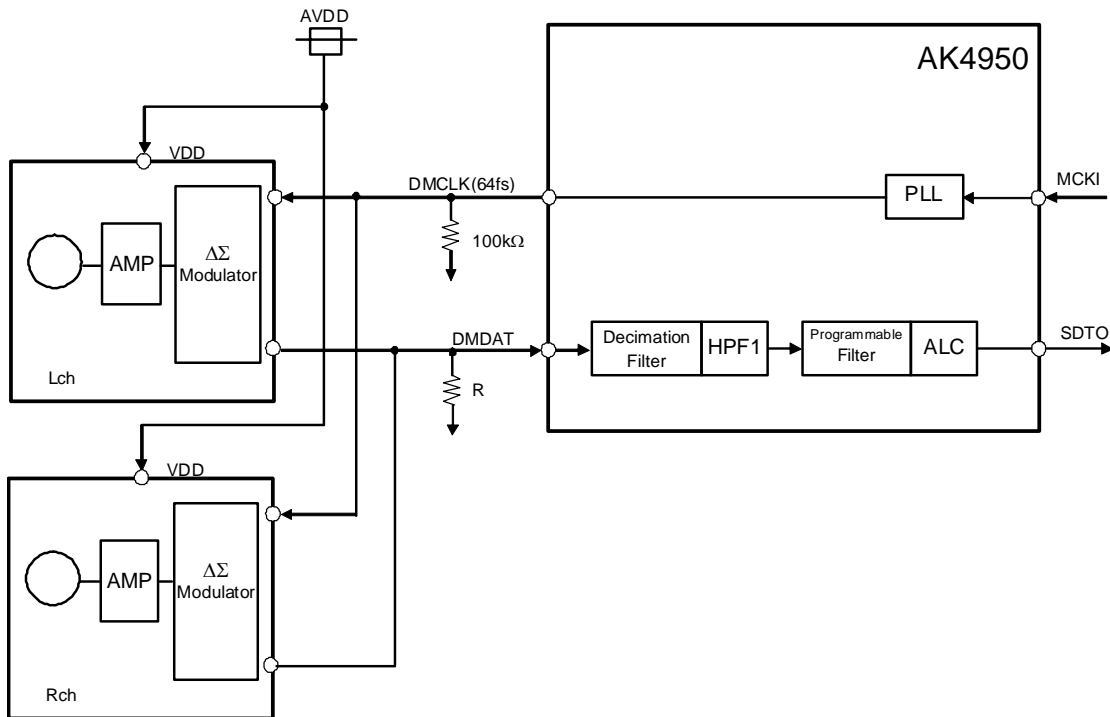 AVDD
AK4950
VDD
DMCLK(64fs)
PLL
MCKI
100kΩ
AMP
ΔΣ
Modulator
Lch
DMDAT
R
Decimation
Filter
HPF1
Programmable
Filter
ALC
SDTO
VDD
AMP
ΔΣ
Modulator
Rch